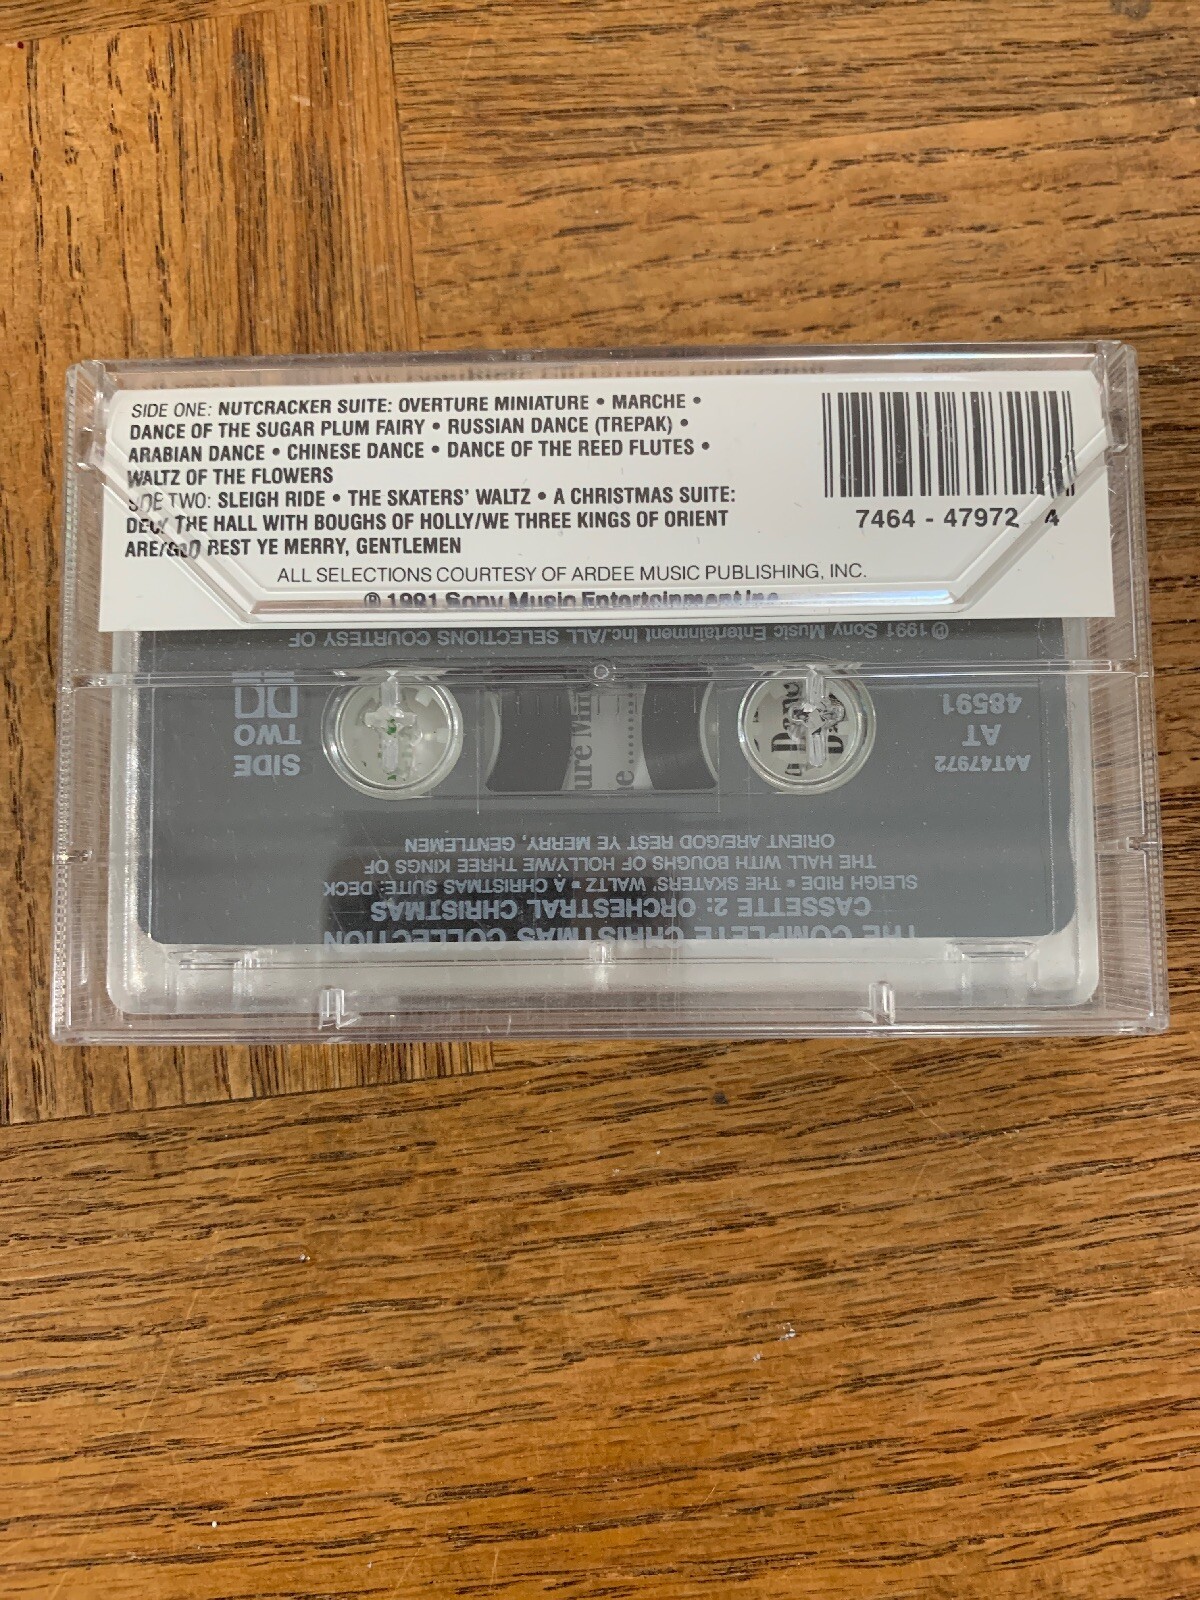 SIDE ONE: NUTCRACKER SUITE: OVERTURE MINIATURE • MARCHE •
DANCE OF THE SUGAR PLUM FAIRY • RUSSIAN DANCE (TREPAK) •
ARABIAN DANCE • CHINESE DANCE • DANCE OF THE REED FLUTES •
WALTZ OF THE FLOWERS
SIDE TWO: SLEIGH RIDE • THE SKATERS' WALTZ • A CHRISTMAS SUITE:
DECK THE HALL WITH BOUGHS OF HOLLY/WE THREE KINGS OF ORIENT
ARE/GOD REST YE MERRY, GENTLEMEN
7464 - 47972 4
ALL SELECTIONS COURTESY OF ARDEE MUSIC PUBLISHING, INC.
℗ 1991 Sony Music Entertainment Inc.
THE COMPLETE CHRISTMAS COLLECTION
CASSETTE 2: ORCHESTRAL CHRISTMAS
SLEIGH RIDE • THE SKATERS' WALTZ • A CHRISTMAS SUITE: DECK
THE HALL WITH BOUGHS OF HOLLY/WE THREE KINGS OF
ORIENT ARE/GOD REST YE MERRY, GENTLEMEN
A4T47972
AT
48591
SIDE
TWO
℗ 1991 Sony Music Entertainment Inc./ALL SELECTIONS COURTESY OF